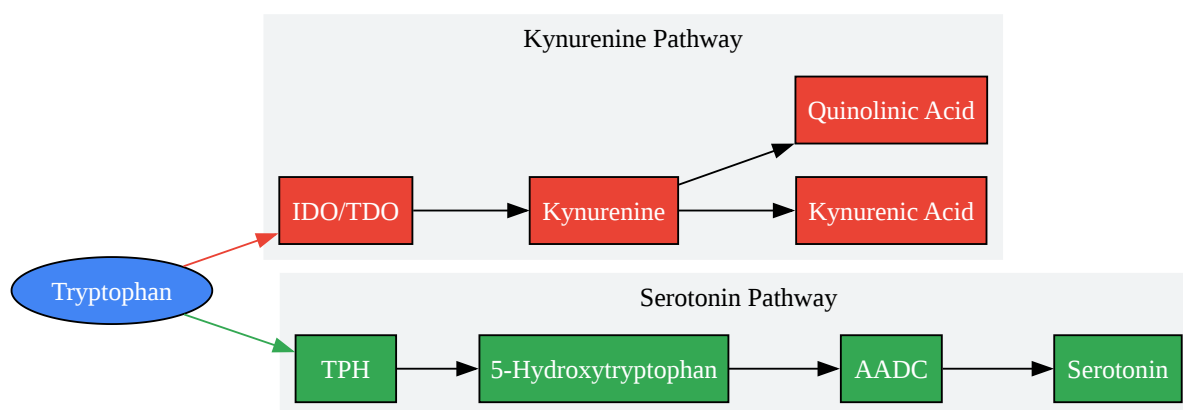 Kynurenine Pathway
Quinolinic Acid
IDO/TDO
Kynurenine
Kynurenic Acid
Tryptophan
Serotonin Pathway
TPH
5-Hydroxytryptophan
AADC
Serotonin